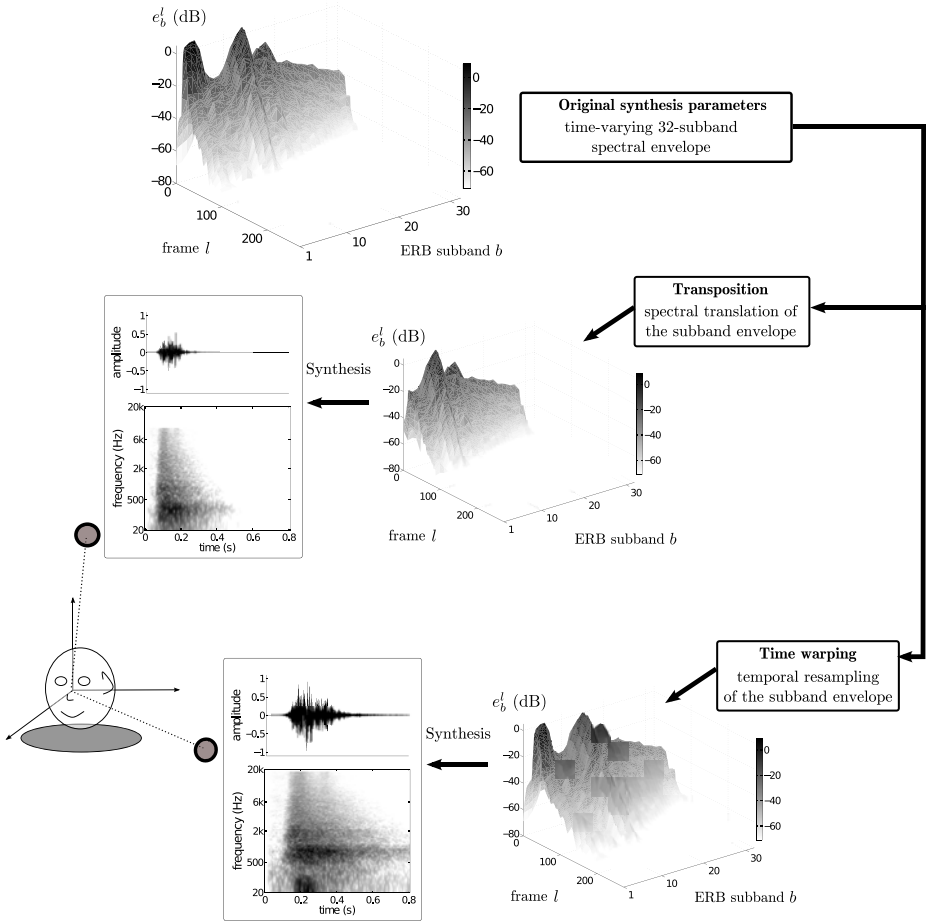 e_b^l (dB)
0
−20
−40
−60
−80
0
100
200
frame l
1
10
20
30
ERB subband b
0
−20
−40
−60
Original synthesis parameters
time-varying 32-subband
spectral envelope
Transposition
spectral translation of
the subband envelope
e_b^l (dB)
0
−20
−40
−60
−80
0
100
200
frame l
1
10
20
30
ERB subband b
0
−20
−40
−60
Synthesis
amplitude
1
0.5
0
−0.5
−1
frequency (Hz)
20k
6k
2k
500
20
0
0.2
0.4
0.6
0.8
time (s)
Time warping
temporal resampling
of the subband envelope
e_b^l (dB)
0
−20
−40
−60
−80
0
100
200
frame l
1
10
20
30
ERB subband b
0
−20
−40
−60
Synthesis
amplitude
1
0.5
0
−0.5
−1
frequency (Hz)
20k
6k
2k
500
20
0
0.2
0.4
0.6
0.8
time (s)